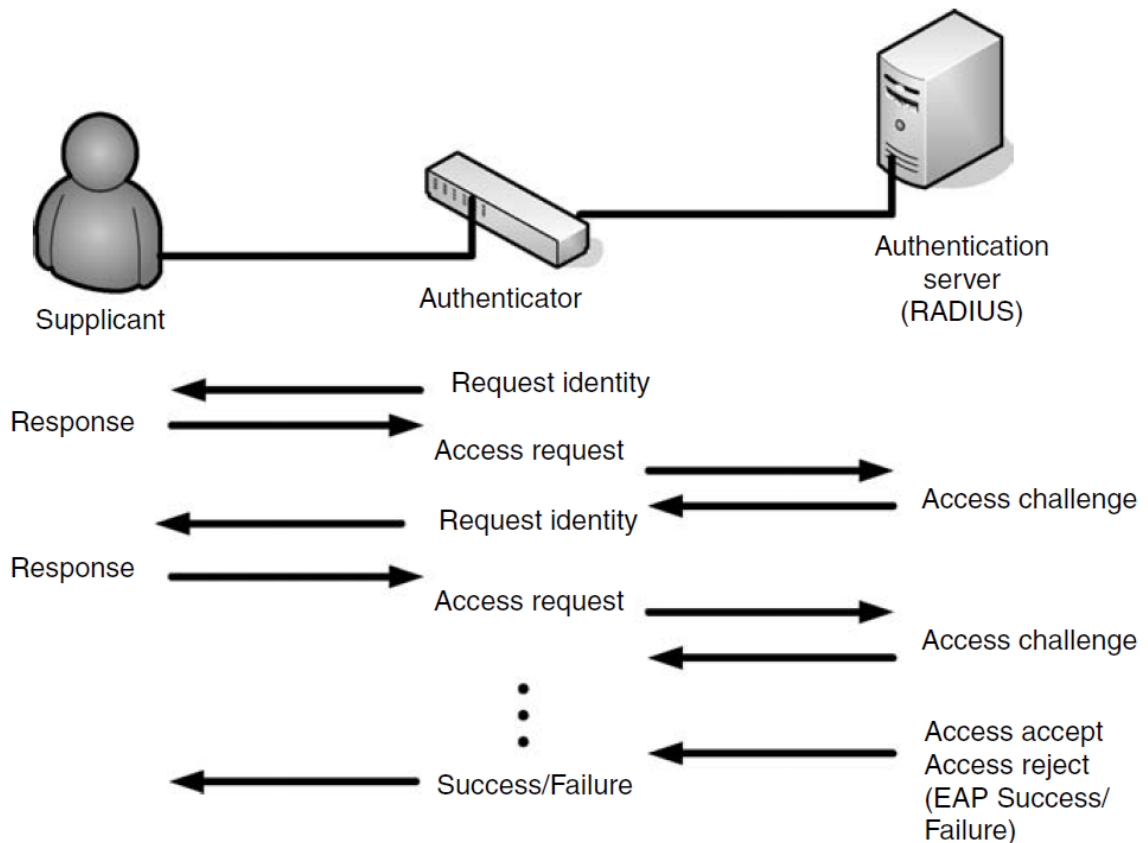 Supplicant
Authenticator
Authentication
server
(RADIUS)
Request identity
Response
Access request
Access challenge
Request identity
Response
Access request
Access challenge
Access accept
Access reject
(EAP Success/
Failure)
Success/Failure